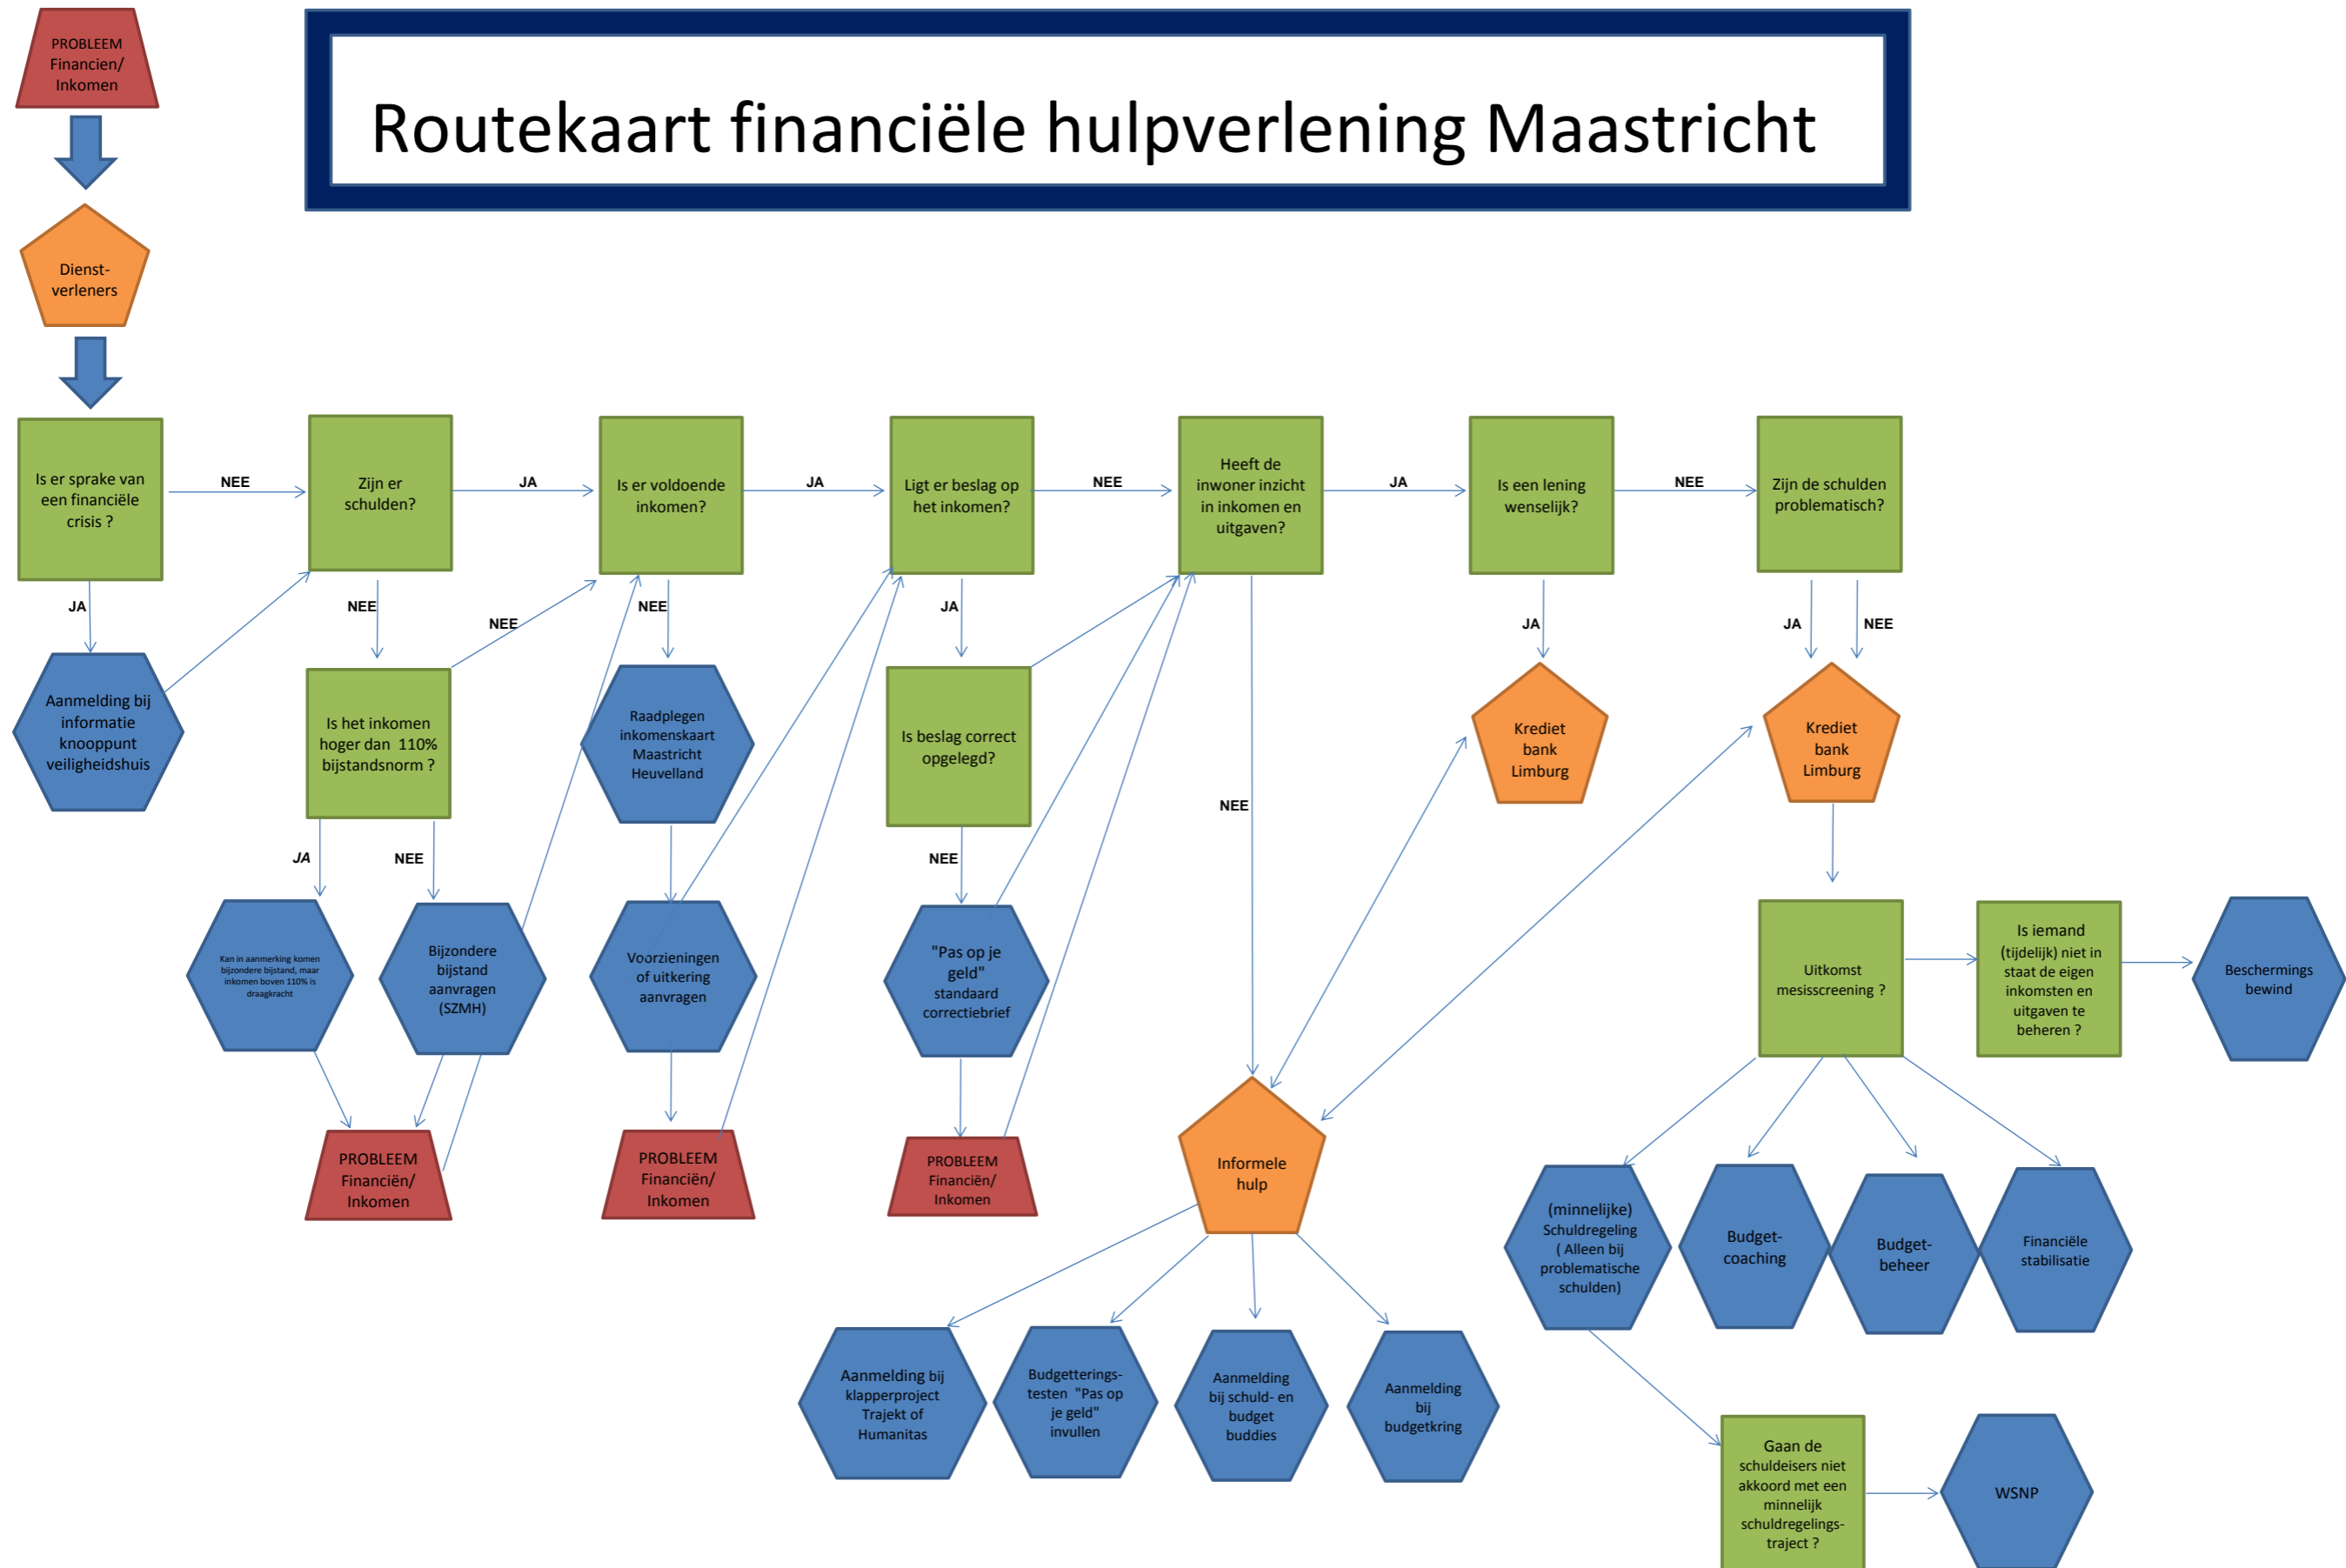 PROBLEEM
Financien/
Inkomen
Routekaart financiële hulpverlening Maastricht
Dienst-
verleners
Is er sprake van
een financiële
crisis ?
NEE
Zijn er
schulden?
JA
Is er voldoende
inkomen?
JA
Ligt er beslag op
het inkomen?
NEE
Heeft de
inwoner inzicht
in inkomen en
uitgaven?
JA
Is een lening
wenselijk?
NEE
Zijn de schulden
problematisch?
JA
NEE
NEE
NEE
JA
JA
JA
NEE
Aanmelding bij
informatie
knooppunt
veiligheidshuis
Is het inkomen
hoger dan 110%
bijstandsnorm ?
Raadplegen
inkomenskaart
Maastricht
Heuvelland
Is beslag correct
opgelegd?
NEE
Krediet
bank
Limburg
Krediet
bank
Limburg
JA
NEE
NEE
Kan in aanmerking komen
bijzondere bijstand, maar
inkomen boven 110% is
draagkracht
Bijzondere
bijstand
aanvragen
(SZMH)
Voorzieningen
of uitkering
aanvragen
"Pas op je
geld"
standaard
correctiebrief
Uitkomst
mesisscreening ?
Is iemand
(tijdelijk) niet in
staat de eigen
inkomsten en
uitgaven te
beheren ?
Beschermings
bewind
PROBLEEM
Financiën/
Inkomen
PROBLEEM
Financiën/
Inkomen
PROBLEEM
Financiën/
Inkomen
Informele
hulp
(minnelijke)
Schuldregeling
( Alleen bij
problematische
schulden)
Budget-
coaching
Budget-
beheer
Financiële
stabilisatie
Aanmelding bij
klapperproject
Trajekt of
Humanitas
Budgetterings-
testen "Pas op
je geld"
invullen
Aanmelding
bij schuld- en
budget
buddies
Aanmelding
bij
budgetkring
Gaan de
schuldeisers niet
akkoord met een
minnelijk
schuldregelings-
traject ?
WSNP